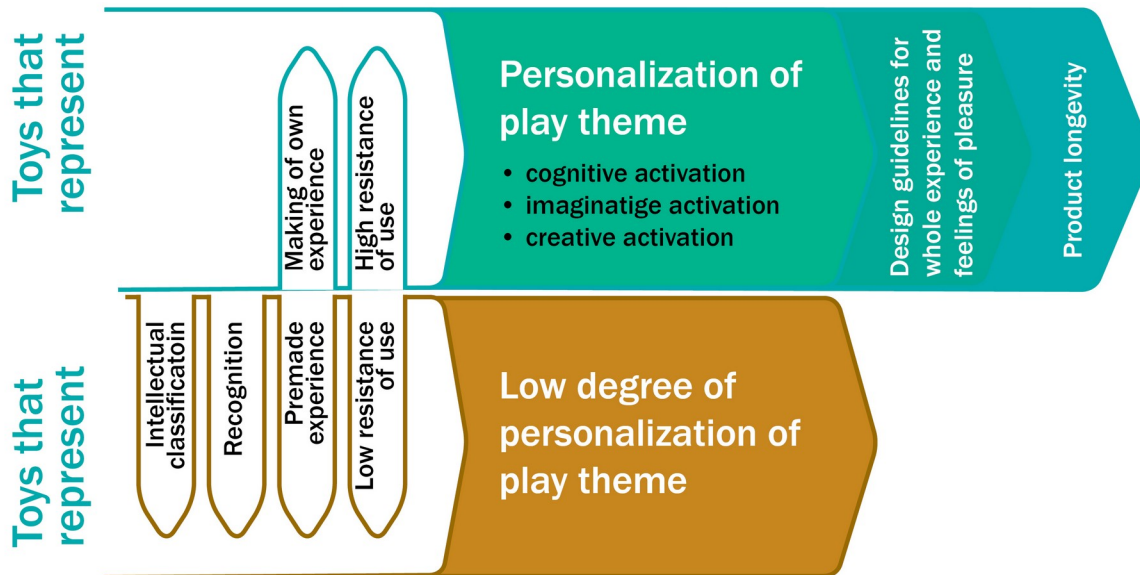 Toys that
represent
Making of own
experience
High resistance
of use
Personalization of
play theme
• cognitive activation
• imaginatige activation
• creative activation
Design guidelines for
whole experience and
feelings of pleasure
Product longevity
Toys that
represent
Intellectual
classificatoin
Recognition
Premade
experience
Low resistance
of use
Low degree of
personalization of
play theme